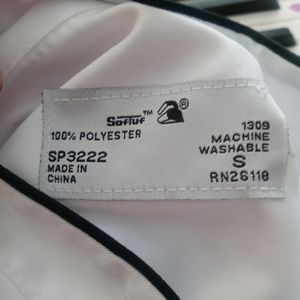 Softuf™
100% POLYESTER
SP3222
MADE IN
CHINA
1309
MACHINE
WASHABLE
S
RN26118